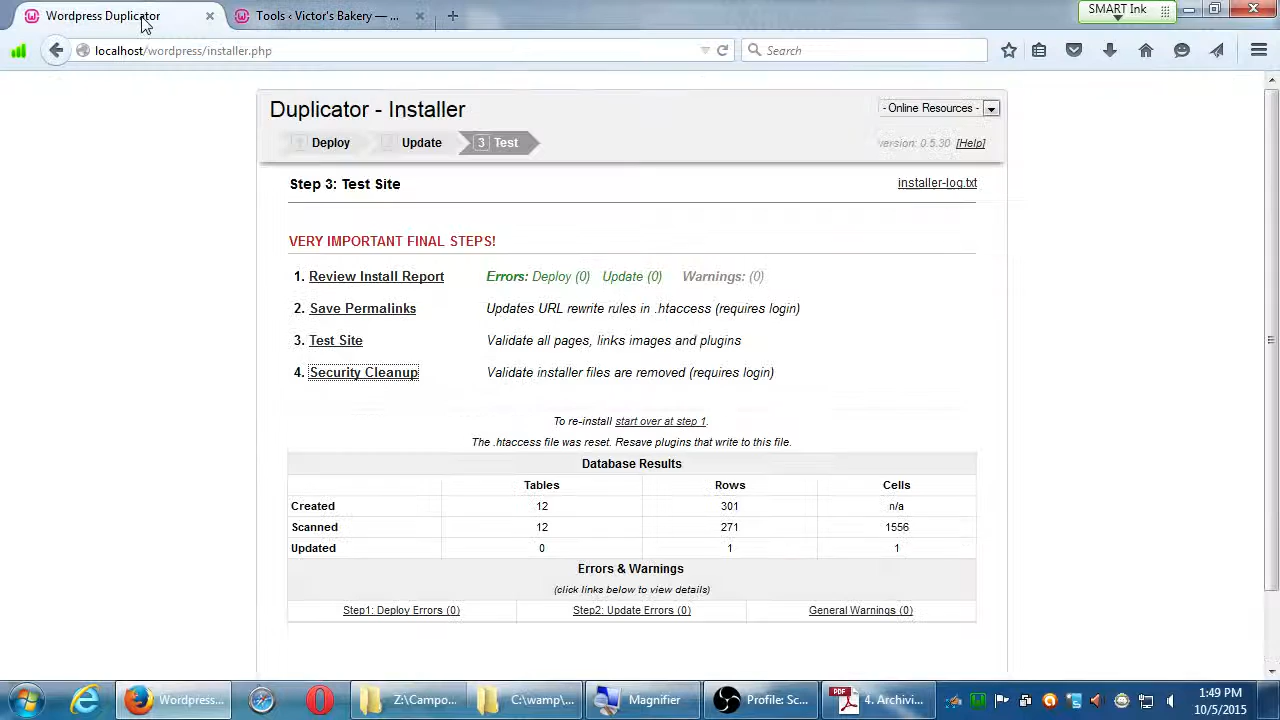 Wordpress Duplicator
Tools ‹ Victor's Bakery — ...
SMART Ink
localhost/wordpress/installer.php
Search
Duplicator - Installer
- Online Resources -
Deploy
Update
3 Test
version: 0.5.30 [Help]
Step 3: Test Site
installer-log.txt
VERY IMPORTANT FINAL STEPS!
1. Review Install Report Errors: Deploy (0) Update (0) Warnings: (0)
2. Save Permalinks Updates URL rewrite rules in .htaccess (requires login)
3. Test Site Validate all pages, links images and plugins
4. Security Cleanup Validate installer files are removed (requires login)
To re-install start over at step 1.
The .htaccess file was reset. Resave plugins that write to this file.
Database Results
Tables Rows Cells
Created 12 301 n/a
Scanned 12 271 1556
Updated 0 1 1
Errors & Warnings
(click links below to view details)
Step1: Deploy Errors (0) Step2: Update Errors (0) General Warnings (0)
Wordpress...
Z:\Campo...
C:\wamp\...
Magnifier
Profile: Sc...
PDF
4. Archivi...
1:49 PM
10/5/2015